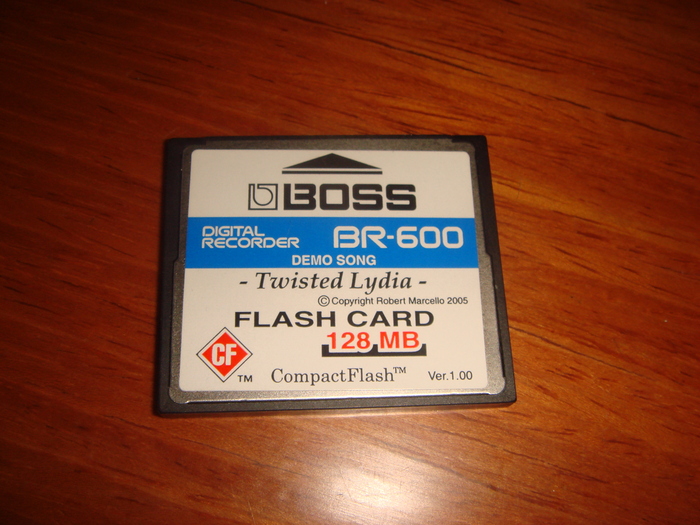 BOSS
DIGITAL RECORDER BR-600
DEMO SONG
- Twisted Lydia -
© Copyright Robert Marcello 2005
FLASH CARD
128 MB
CF TM
CompactFlash™ Ver.1.00